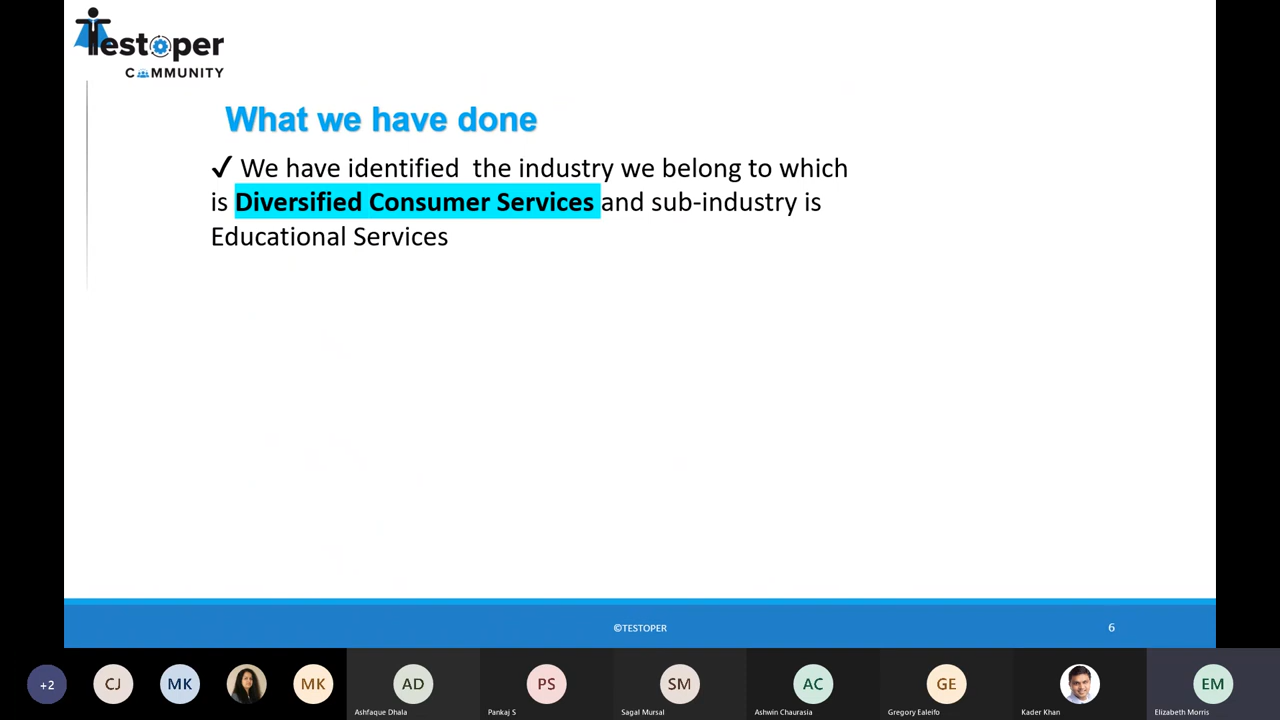 Testoper
COMMUNITY
What we have done
✓ We have identified  the industry we belong to which
is Diversified Consumer Services and sub-industry is
Educational Services
©TESTOPER
6
+2
CJ
MK
MK
AD
PS
SM
AC
GE
EM
Ashfaque Dhala
Pankaj S
Sagal Mursal
Ashwin Chaurasia
Gregory Ealeifo
Kader Khan
Elizabeth Morris